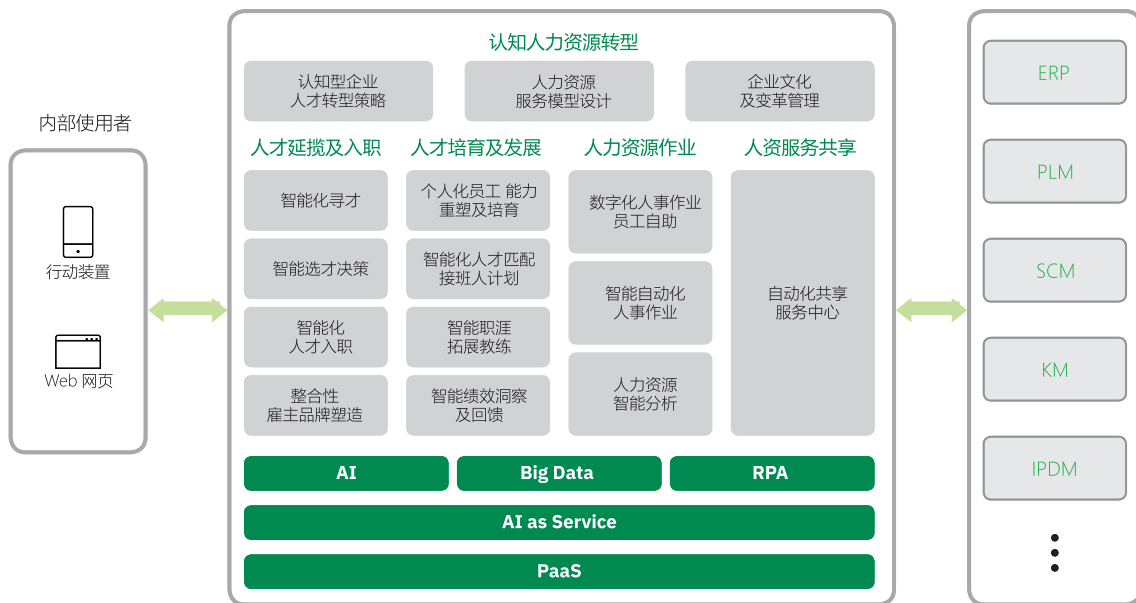 内部使用者
行动装置
Web 网页
认知人力资源转型
认知型企业
人才转型策略
人力资源
服务模型设计
企业文化
及变革管理
人才延揽及入职
智能化寻才
智能选才决策
智能化
人才入职
整合性
雇主品牌塑造
人才培育及发展
个人化员工 能力
重塑及培育
智能化人才匹配
接班人计划
智能职涯
拓展教练
智能绩效洞察
及回馈
人力资源作业
数字化人事作业
员工自助
智能自动化
人事作业
人力资源
智能分析
人资服务共享
自动化共享
服务中心
AI
Big Data
RPA
AI as Service
PaaS
ERP
PLM
SCM
KM
IPDM